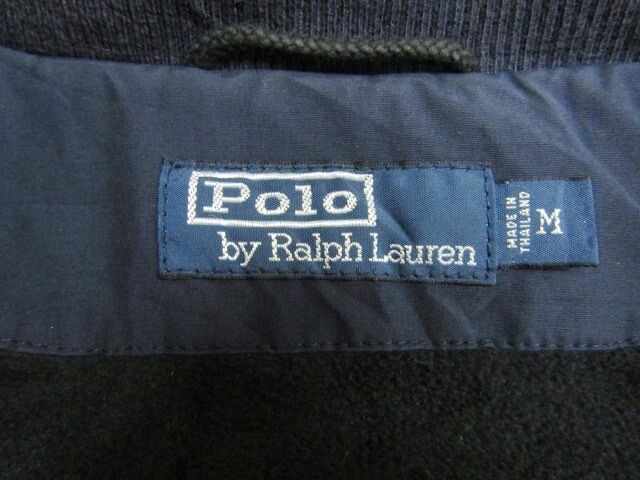 Polo
by Ralph Lauren
MADE IN
THAILAND
M